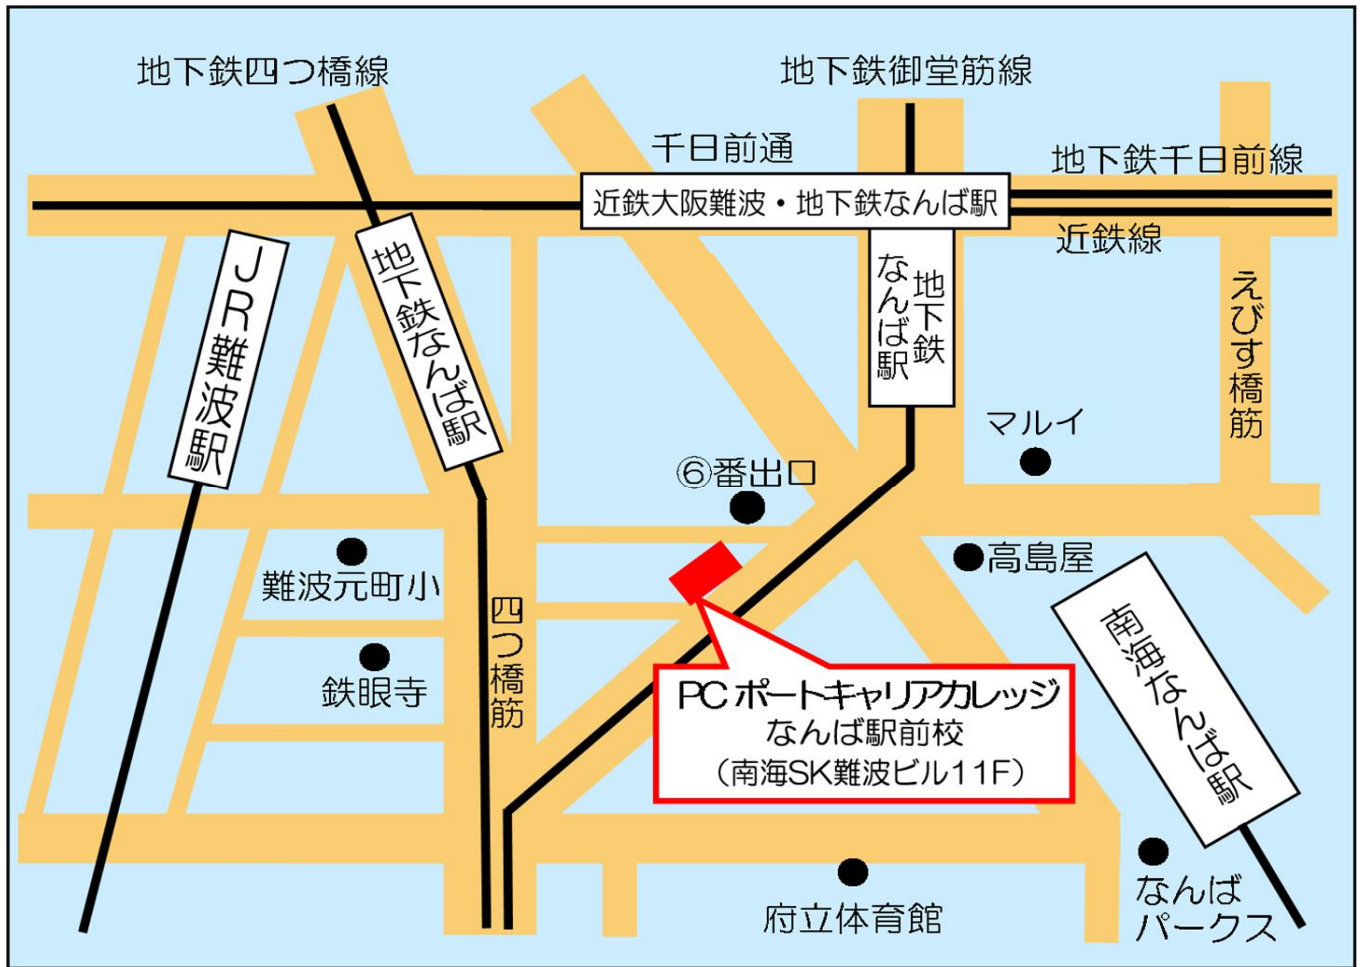 地下鉄四つ橋線
地下鉄御堂筋線
千日前通
地下鉄千日前線
近鉄大阪難波・地下鉄なんば駅
近鉄線
JR難波駅
地下鉄なんば駅
地下鉄
なんば駅
えびす橋筋
マルイ
⑥番出口
高島屋
難波元町小
四つ橋筋
鉄眼寺
南海なんば駅
PCポートキャリアカレッジ
なんば駅前校
（南海SK難波ビル11F）
府立体育館
なんば
パークス